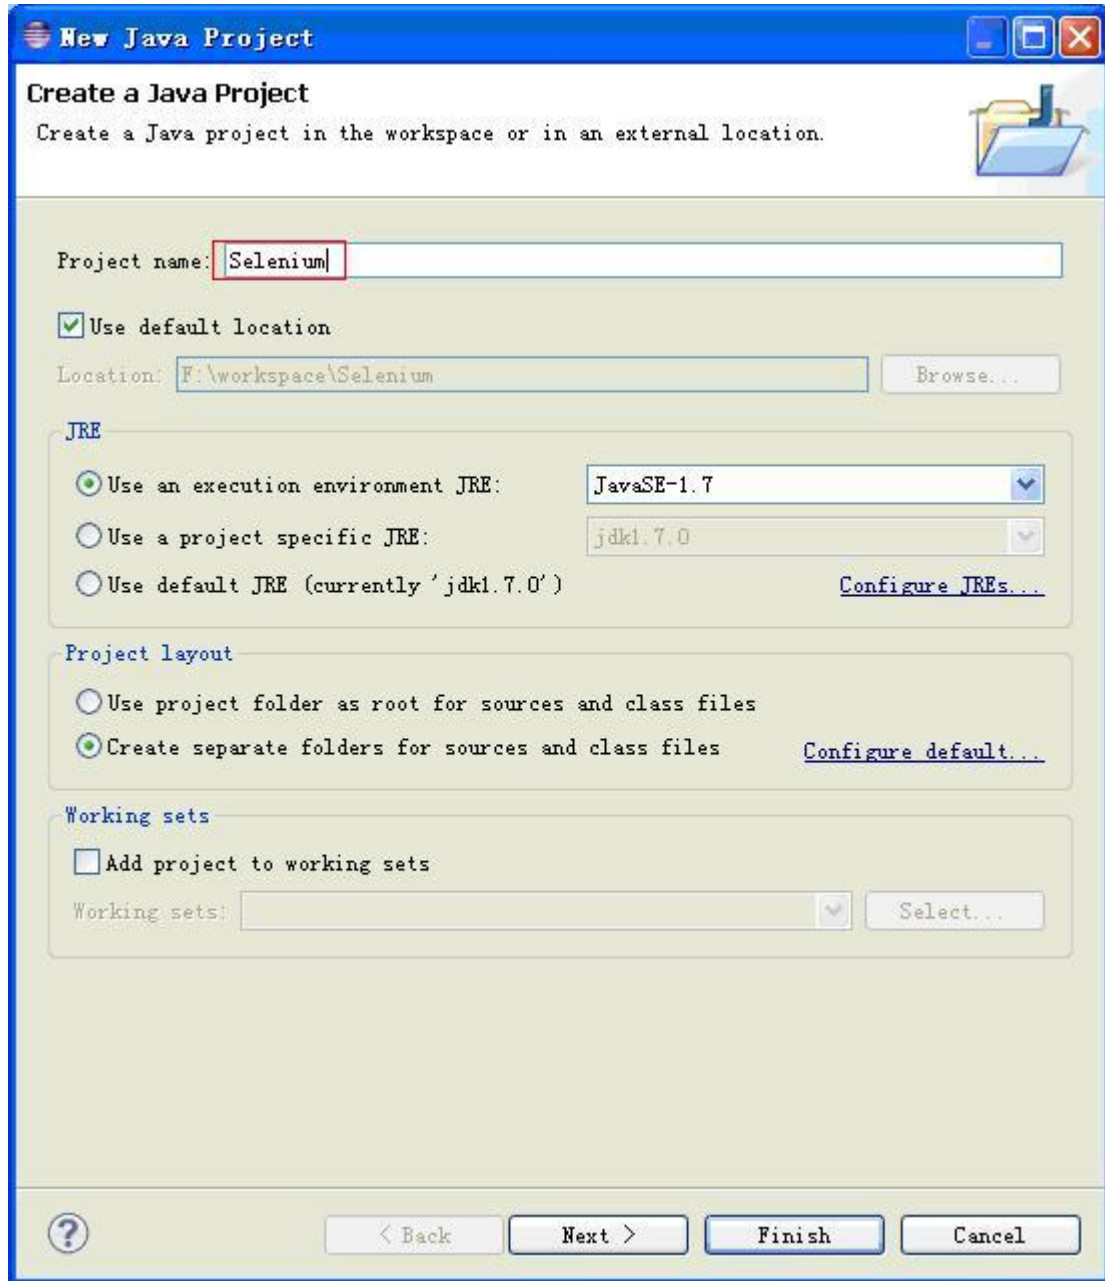 New Java Project
Create a Java Project
Create a Java project in the workspace or in an external location.
Project name: Selenium
Use default location
Location: F:\workspace\Selenium Browse...
JRE
Use an execution environment JRE: JavaSE-1.7
Use a project specific JRE: jdk1.7.0
Use default JRE (currently 'jdk1.7.0') Configure JREs...
Project layout
Use project folder as root for sources and class files
Create separate folders for sources and class files Configure default...
Working sets
Add project to working sets
Working sets: Select...
? < Back Next > Finish Cancel